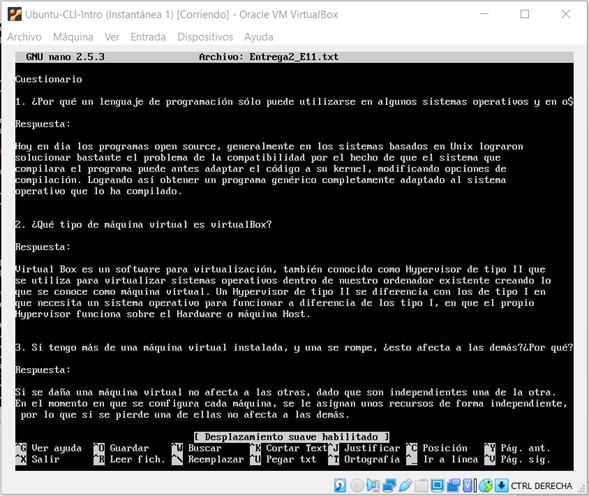 Ubuntu-CLI-Intro (Instantánea 1) [Corriendo] - Oracle VM VirtualBox
Archivo Máquina Ver Entrada Dispositivos Ayuda
GNU nano 2.5.3 Archivo: Entrega2_E11.txt
Cuestionario
1. ¿Por qué un lenguaje de programación sólo puede utilizarse en algunos sistemas operativos y en o$
Respuesta:
Hoy en dia los programas open source, generalmente en los sistemas basados en Unix lograron
solucionar bastante el problema de la compatibilidad por el hecho de que el sistema que
compilara el programa puede antes adaptar el código a su kernel, modificando opciones de
compilación. Logrando así obtener un programa genérico completamente adaptado al sistema
operativo que lo ha compilado.
2. ¿Qué tipo de máquina virtual es virtualBox?
Respuesta:
Virtual Box es un software para virtualización, también conocido como Hypervisor de tipo II que
se utiliza para virtualizar sistemas operativos dentro de nuestro ordenador existente creando lo
que se conoce como máquina virtual. Un Hypervisor de tipo II se diferencia con los de tipo I en
que necesita un sistema operativo para funcionar a diferencia de los tipo I, en que el propio
Hypervisor funciona sobre el Hardware o máquina Host.
3. Si tengo más de una máquina virtual instalada, y una se rompe, ¿esto afecta a las demás?¿Por qué?
Respuesta:
Si se daña una máquina virtual no afecta a las otras, dado que son independientes una de la otra.
En el momento en que se configura cada máquina, se le asignan unos recursos de forma independiente,
por lo que si se pierde una de ellas no afecta a las demás.
[ Desplazamiento suave habilitado ]
^G Ver ayuda ^O Guardar ^W Buscar ^K Cortar Text ^J Justificar ^C Posición ^Y Pág. ant.
^X Salir ^R Leer fich. ^\ Reemplazar ^U Pegar txt ^T Ortografía ^_ Ir a línea ^V Pág. sig.
CTRL DERECHA